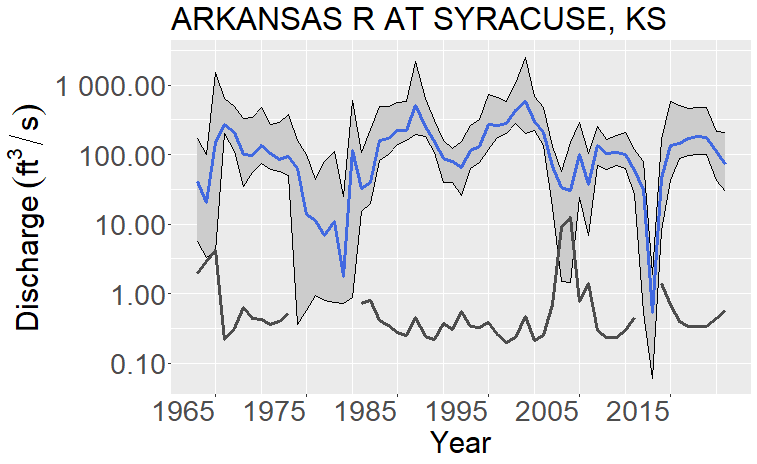 ARKANSAS R AT SYRACUSE, KS
Discharge (ft³/s)
1 000.00
100.00
10.00
1.00
0.10
1965 1975 1985 1995 2005 2015
Year